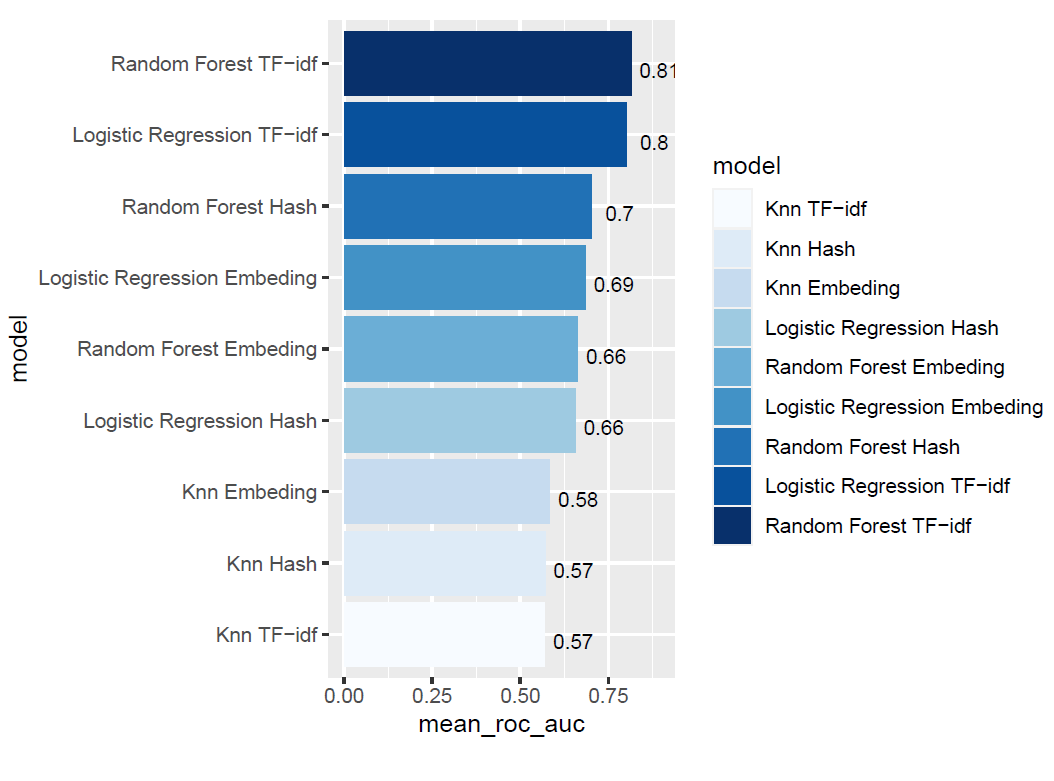 Random Forest TF−idf
Logistic Regression TF−idf
Random Forest Hash
Logistic Regression Embeding
Random Forest Embeding
Logistic Regression Hash
Knn Embeding
Knn Hash
Knn TF−idf
model
0.81
0.8
0.7
0.69
0.66
0.66
0.58
0.57
0.57
0.00 0.25 0.50 0.75
mean_roc_auc
model
Knn TF−idf
Knn Hash
Knn Embeding
Logistic Regression Hash
Random Forest Embeding
Logistic Regression Embeding
Random Forest Hash
Logistic Regression TF−idf
Random Forest TF−idf